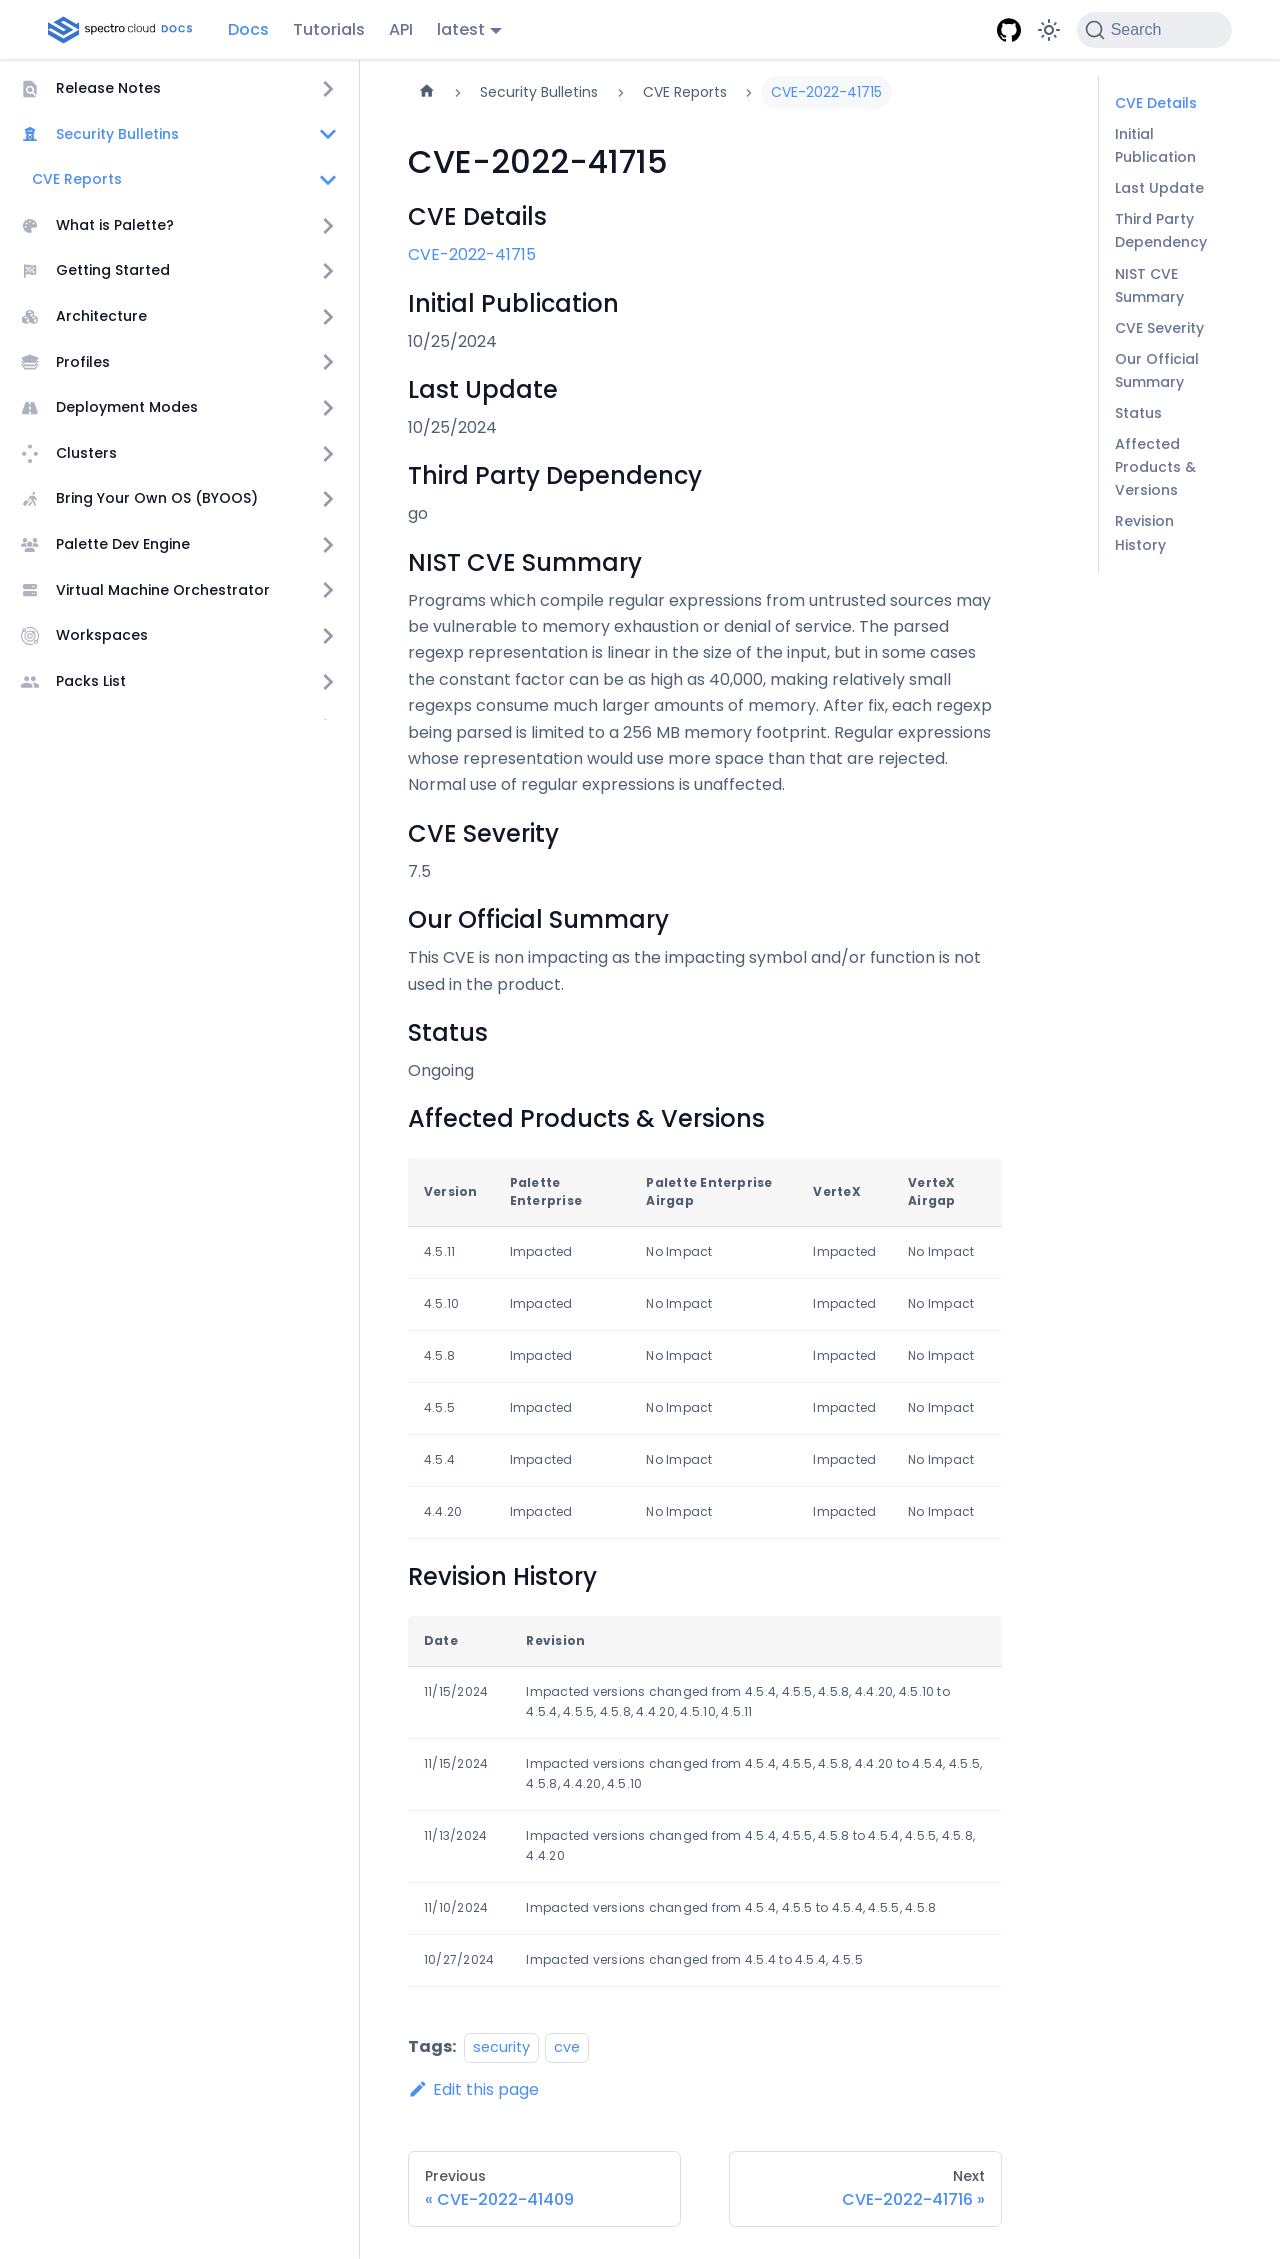 spectro cloud DOCS
Docs
Tutorials
API
latest
Search
Release Notes
Security Bulletins
CVE Reports
What is Palette?
Getting Started
Architecture
Profiles
Deployment Modes
Clusters
Bring Your Own OS (BYOOS)
Palette Dev Engine
Virtual Machine Orchestrator
Workspaces
Packs List
Security Bulletins
CVE Reports
CVE-2022-41715
CVE-2022-41715
CVE Details
CVE-2022-41715
Initial Publication
10/25/2024
Last Update
10/25/2024
Third Party Dependency
go
NIST CVE Summary
Programs which compile regular expressions from untrusted sources may
be vulnerable to memory exhaustion or denial of service. The parsed
regexp representation is linear in the size of the input, but in some cases
the constant factor can be as high as 40,000, making relatively small
regexps consume much larger amounts of memory. After fix, each regexp
being parsed is limited to a 256 MB memory footprint. Regular expressions
whose representation would use more space than that are rejected.
Normal use of regular expressions is unaffected.
CVE Severity
7.5
Our Official Summary
This CVE is non impacting as the impacting symbol and/or function is not
used in the product.
Status
Ongoing
Affected Products & Versions
Version Palette Enterprise Palette Enterprise Airgap VerteX VerteX Airgap
4.5.11 Impacted No Impact Impacted No Impact
4.5.10 Impacted No Impact Impacted No Impact
4.5.8 Impacted No Impact Impacted No Impact
4.5.5 Impacted No Impact Impacted No Impact
4.5.4 Impacted No Impact Impacted No Impact
4.4.20 Impacted No Impact Impacted No Impact
Revision History
Date Revision
11/15/2024 Impacted versions changed from 4.5.4, 4.5.5, 4.5.8, 4.4.20, 4.5.10 to
4.5.4, 4.5.5, 4.5.8, 4.4.20, 4.5.10, 4.5.11
11/15/2024 Impacted versions changed from 4.5.4, 4.5.5, 4.5.8, 4.4.20 to 4.5.4, 4.5.5,
4.5.8, 4.4.20, 4.5.10
11/13/2024 Impacted versions changed from 4.5.4, 4.5.5, 4.5.8 to 4.5.4, 4.5.5, 4.5.8,
4.4.20
11/10/2024 Impacted versions changed from 4.5.4, 4.5.5 to 4.5.4, 4.5.5, 4.5.8
10/27/2024 Impacted versions changed from 4.5.4 to 4.5.4, 4.5.5
Tags: security cve
Edit this page
Previous
« CVE-2022-41409
Next
CVE-2022-41716 »
CVE Details
Initial
Publication
Last Update
Third Party
Dependency
NIST CVE
Summary
CVE Severity
Our Official
Summary
Status
Affected
Products &
Versions
Revision
History